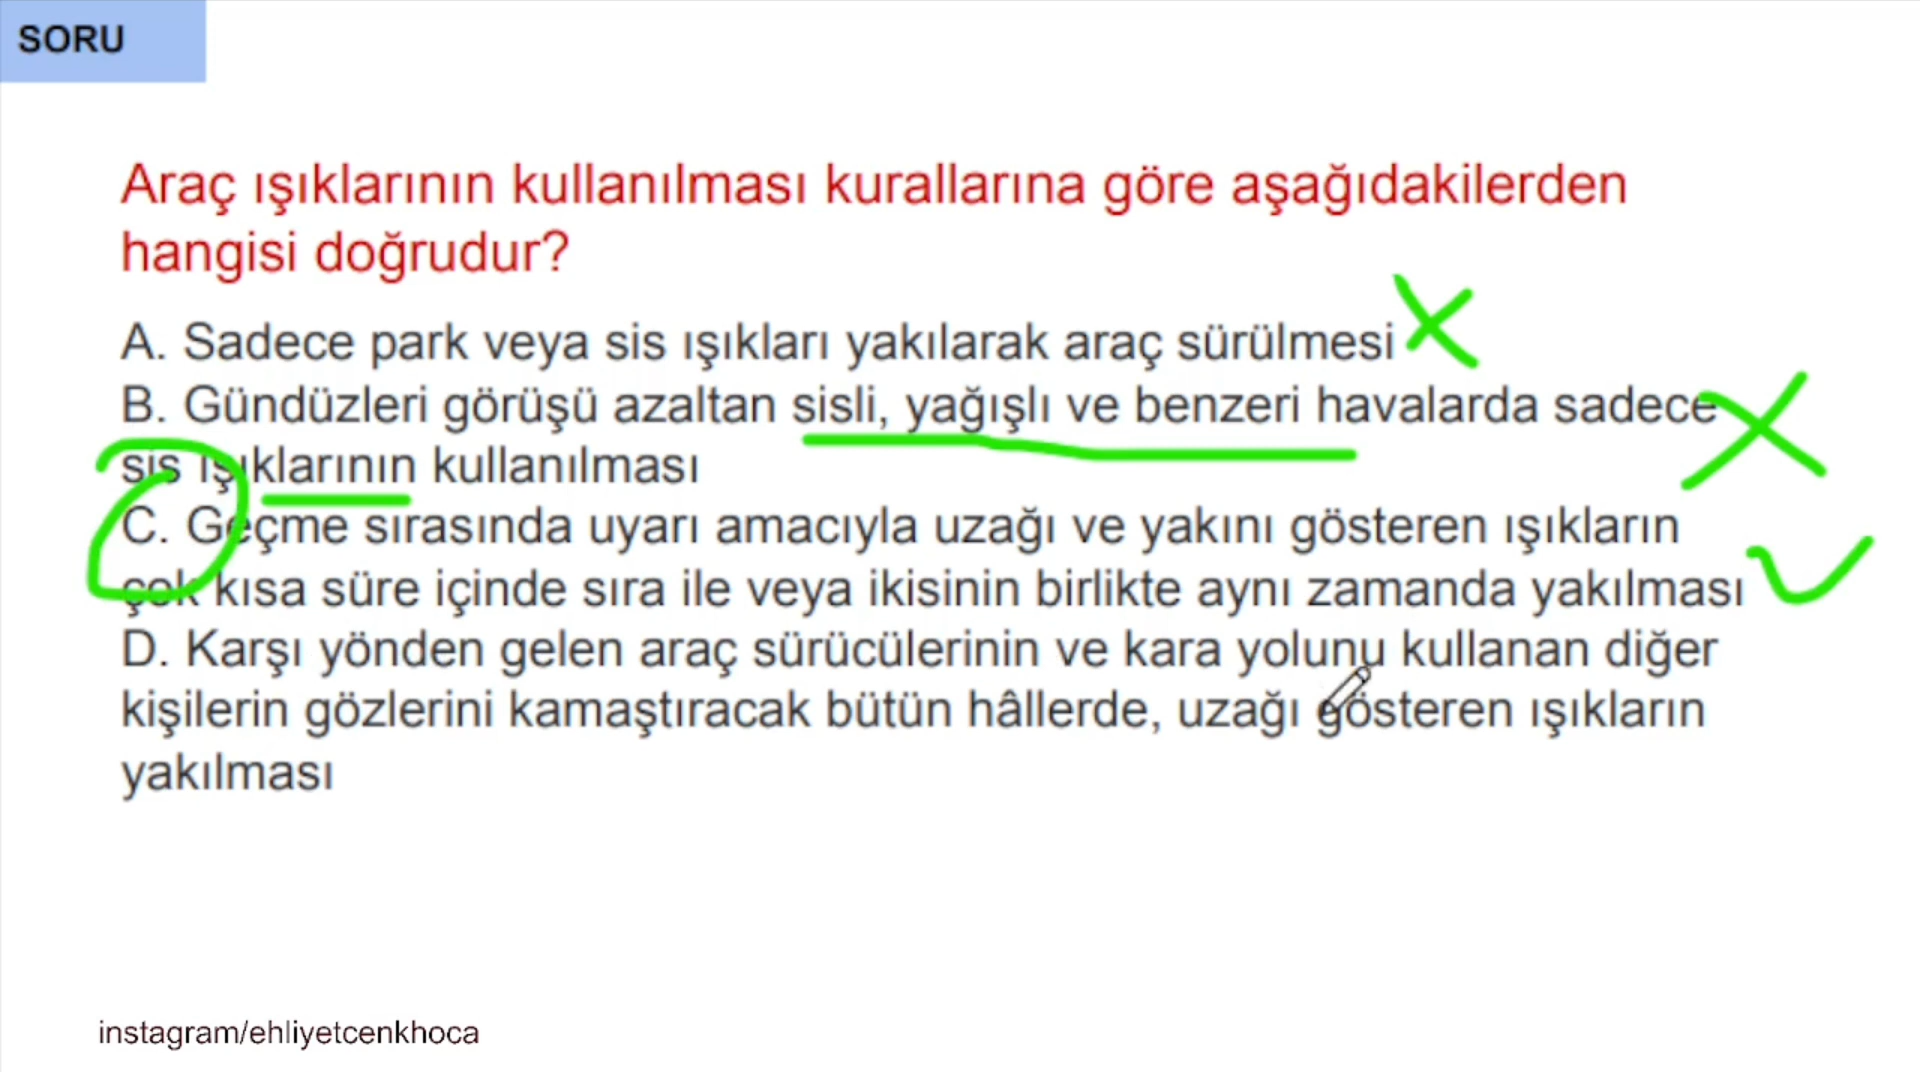 SORU
Araç ışıklarının kullanılması kurallarına göre aşağıdakilerden
hangisi doğrudur?
A. Sadece park veya sis ışıkları yakılarak araç sürülmesi
B. Gündüzleri görüşü azaltan sisli, yağışlı ve benzeri havalarda sadece
sis ışıklarının kullanılması
C. Geçme sırasında uyarı amacıyla uzağı ve yakını gösteren ışıkların
çok kısa süre içinde sıra ile veya ikisinin birlikte aynı zamanda yakılması
D. Karşı yönden gelen araç sürücülerinin ve kara yolunu kullanan diğer
kişilerin gözlerini kamaştıracak bütün hâllerde, uzağı gösteren ışıkların
yakılması
instagram/ehliyetcenkhoca